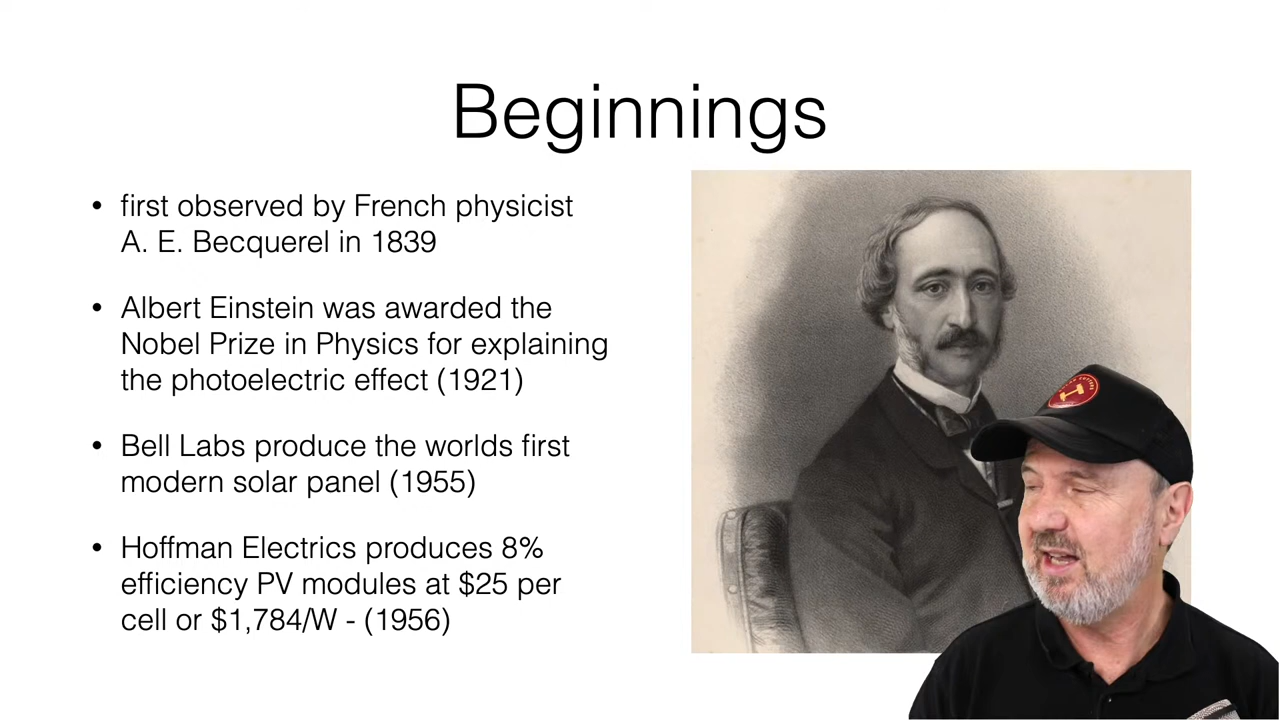 Beginnings
• first observed by French physicist
A. E. Becquerel in 1839
• Albert Einstein was awarded the
Nobel Prize in Physics for explaining
the photoelectric effect (1921)
• Bell Labs produce the worlds first
modern solar panel (1955)
• Hoffman Electrics produces 8%
efficiency PV modules at $25 per
cell or $1,784/W - (1956)